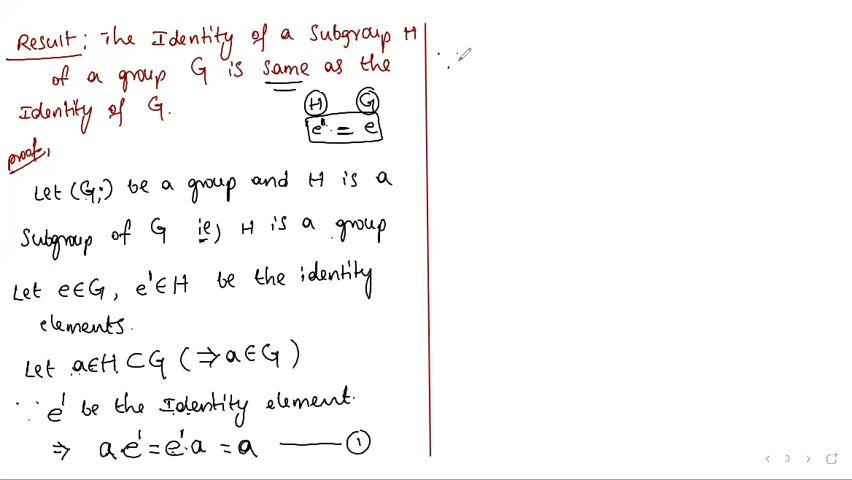 Result: The Identity of a Subgroup H
of a group G is same as the
Identity of G.
H G
e' = e
proof,
Let (G,·) be a group and H is a
Subgroup of G ie) H is a group
Let e∈G, e'∈H be the identity
elements.
Let a∈H⊂G (⇒a∈G)
∵ e' be the Identity element.
⇒ a·e'=e'·a=a ——— ①
∵
3